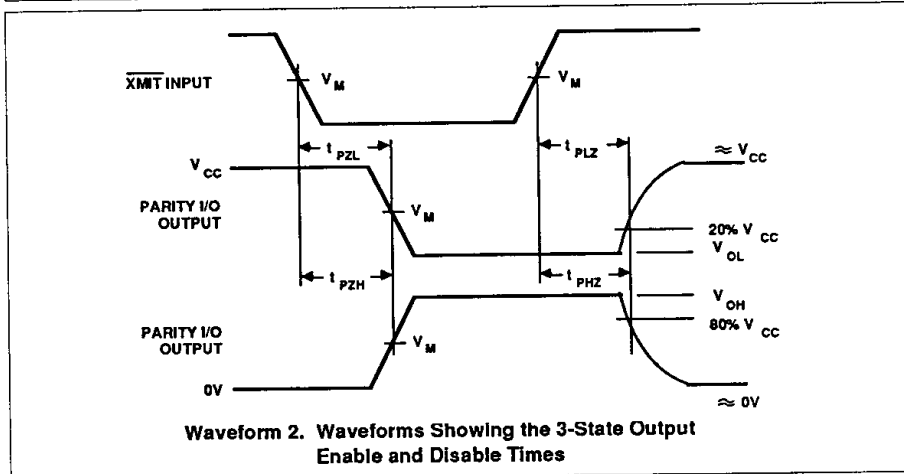 X̅M̅I̅T̅ INPUT
V M
V M
t PZL
t PLZ
V CC
≈ V CC
PARITY I/O
OUTPUT
V M
20% V CC
V OL
t PZH
t PHZ
V OH
80% V CC
PARITY I/O
OUTPUT
V M
0V
≈ 0V
Waveform 2. Waveforms Showing the 3-State Output
Enable and Disable Times